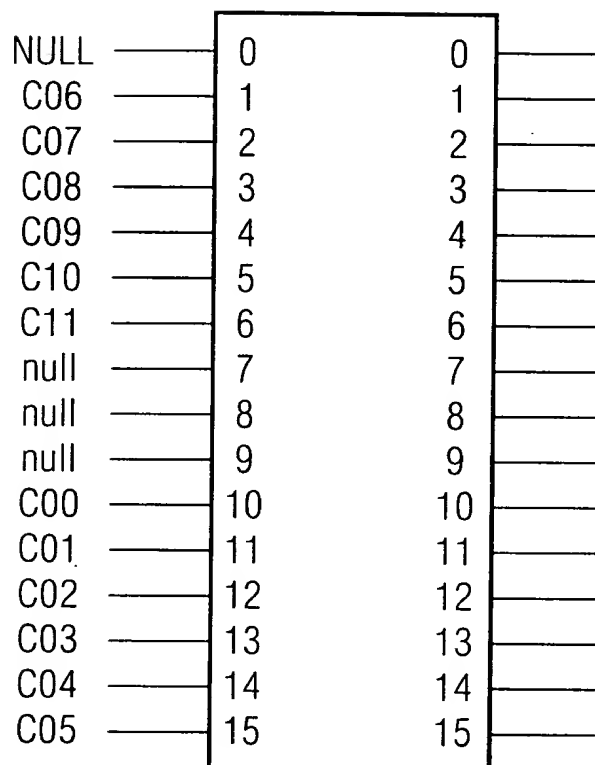 NULL 0 0
C06 1 1
C07 2 2
C08 3 3
C09 4 4
C10 5 5
C11 6 6
null 7 7
null 8 8
null 9 9
C00 10 10
C01 11 11
C02 12 12
C03 13 13
C04 14 14
C05 15 15